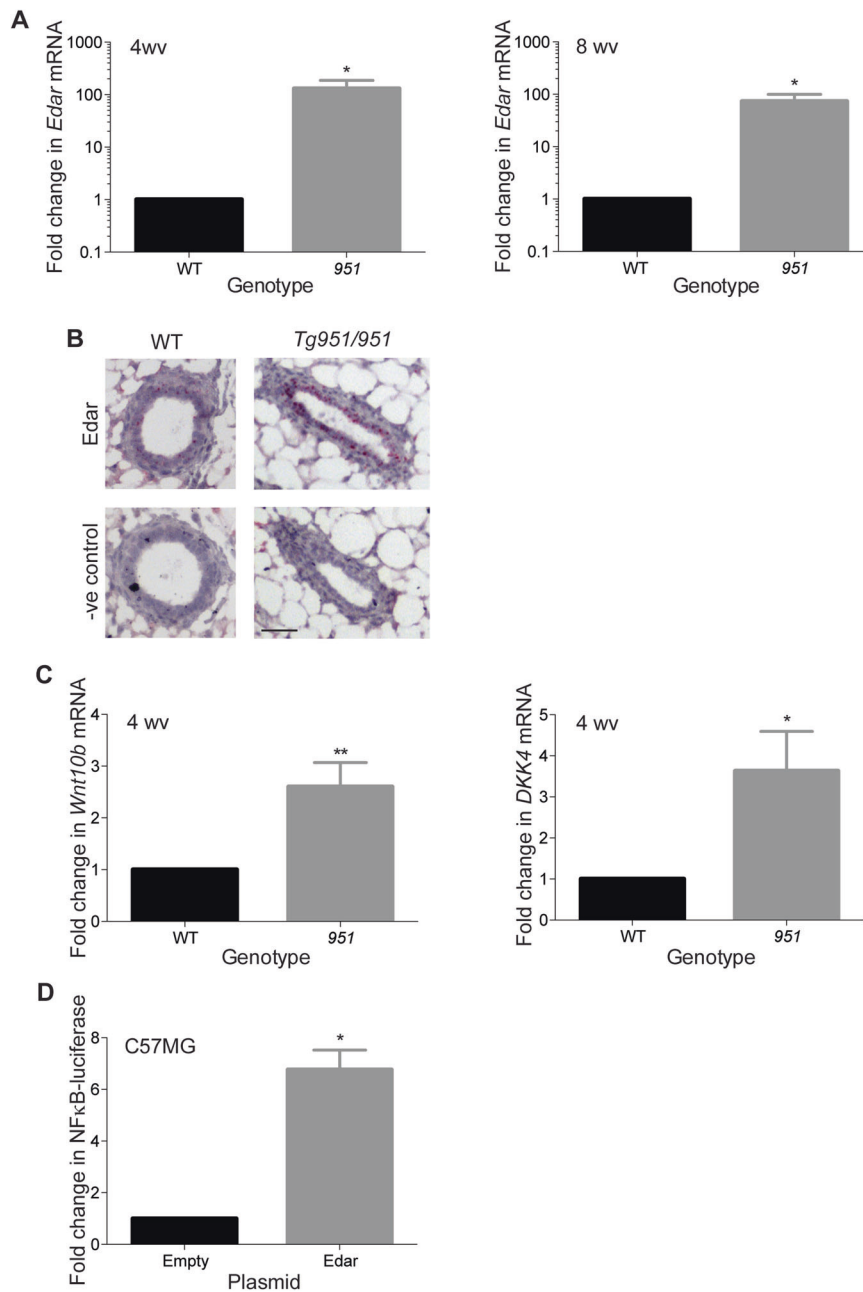 A
4wv
Fold change in Edar mRNA
1000
100
10
1
0.1
*
WT
951
Genotype
8 wv
Fold change in Edar mRNA
1000
100
10
1
0.1
*
WT
951
Genotype
B
WT
Tg951/951
Edar
-ve control
C
4 wv
Fold change in Wnt10b mRNA
4
3
2
1
0
**
WT
951
Genotype
4 wv
Fold change in DKK4 mRNA
5
4
3
2
1
0
*
WT
951
Genotype
D
C57MG
Fold change in NFκB-luciferase
8
6
4
2
0
*
Empty
Edar
Plasmid